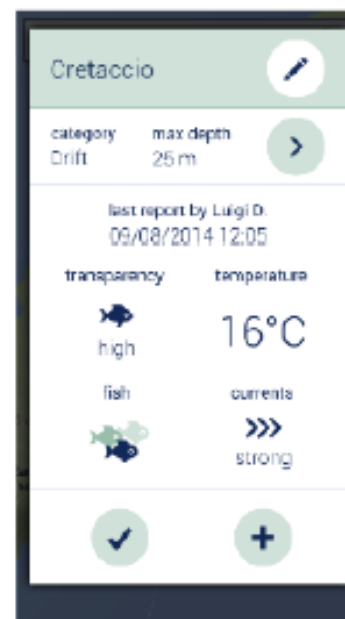 Cretaccio
category max depth
Drift 25 m
last report by Luigi D.
09/08/2014 12:05
transparency temperature
high 16°C
fish currents
strong